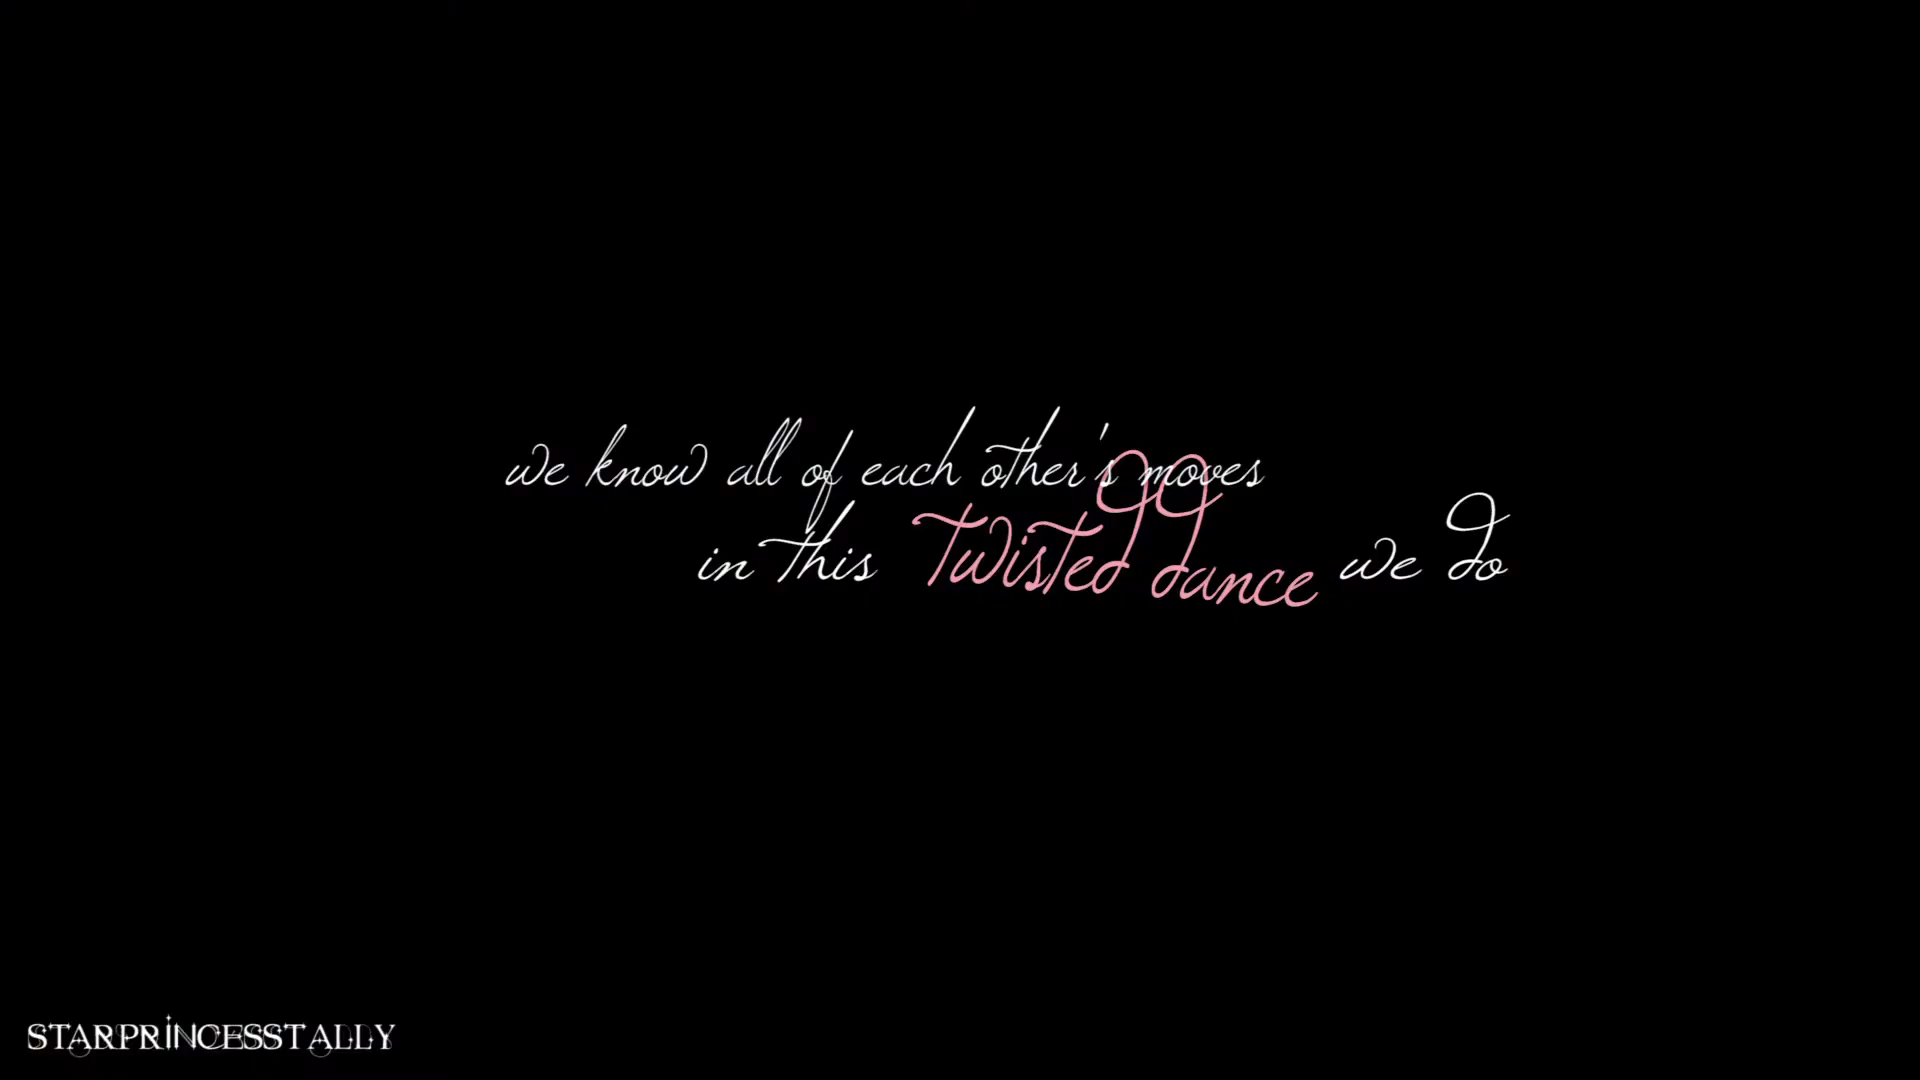 we know all of each other's moves
in this twisted dance we do
STARPRINCESSTALLY